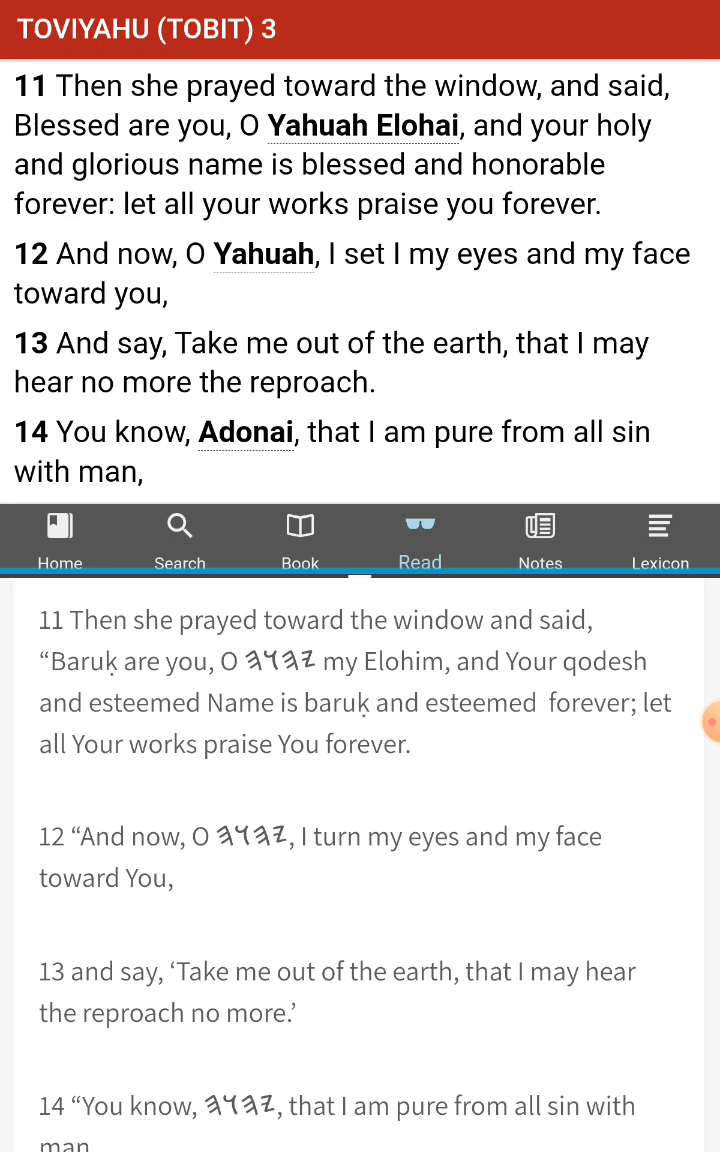 TOVIYAHU (TOBIT) 3
11 Then she prayed toward the window, and said,
Blessed are you, O Yahuah Elohai, and your holy
and glorious name is blessed and honorable
forever: let all your works praise you forever.
12 And now, O Yahuah, I set I my eyes and my face
toward you,
13 And say, Take me out of the earth, that I may
hear no more the reproach.
14 You know, Adonai, that I am pure from all sin
with man,
Home Search Book Read Notes Lexicon
11 Then she prayed toward the window and said,
“Baruḵ are you, O 𐤉𐤄𐤅𐤄 my Elohim, and Your qodesh
and esteemed Name is baruḵ and esteemed forever; let
all Your works praise You forever.
12 “And now, O 𐤉𐤄𐤅𐤄, I turn my eyes and my face
toward You,
13 and say, ‘Take me out of the earth, that I may hear
the reproach no more.’
14 “You know, 𐤉𐤄𐤅𐤄, that I am pure from all sin with
man